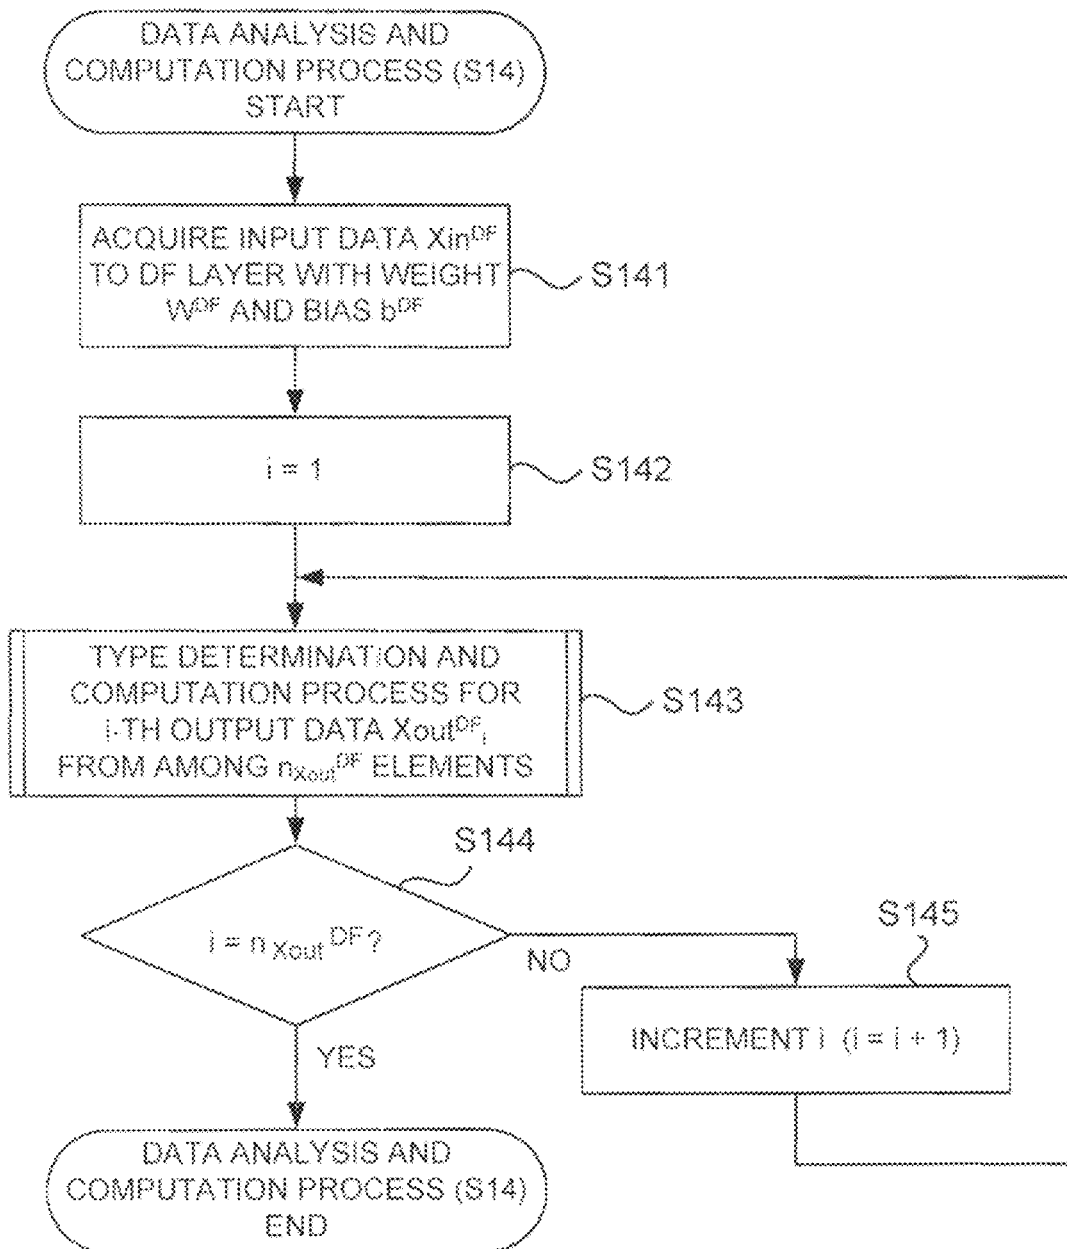 DATA ANALYSIS AND
COMPUTATION PROCESS (S14)
START
ACQUIRE INPUT DATA Xin^DF
TO DF LAYER WITH WEIGHT
W^DF AND BIAS b^DF
S141
i = 1
S142
TYPE DETERMINATION AND
COMPUTATION PROCESS FOR
i-TH OUTPUT DATA Xout^DF_i
FROM AMONG n_Xout^DF ELEMENTS
S143
S144
i = n_Xout^DF ?
NO
YES
S145
INCREMENT i (i = i + 1)
DATA ANALYSIS AND
COMPUTATION PROCESS (S14)
END